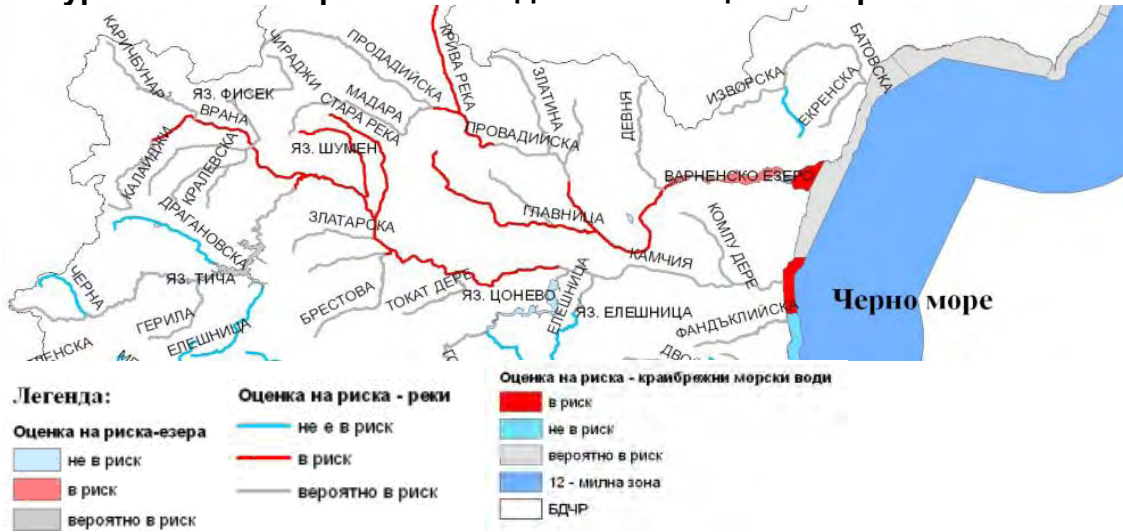 КАРИЧБУНАР
ЧИРАДЖИ
ПРОДАДИЙСКА
КРИВА РЕКА
ЗЛАТИНА
ДЕВНЯ
ИЗВОРСКА
БАТОВСКА
ЕКРЕНСКА
ЯЗ. ФИСЕК
МАДАРА
ВРАНА
СТАРА РЕКА
ПРОВАДИЙСКА
ЯЗ. ШУМЕН
КАЛАЙДЖИ
КРАЛЕВСКА
ВАРНЕНСКО ЕЗЕРО
ДРАГАНОВСКА
ЗЛАТАРСКА
ГЛАВНИЦА
КОМЛУ ДЕРЕ
ЧЕРНА
ЯЗ. ТИЧА
КАМЧИЯ
ГЕРИЛА
БРЕСТОВА
ТОКАТ ДЕРЕ
ЯЗ. ЦОНЕВО
ЕЛЕШНИЦА
Черно море
ЕЛЕШНИЦА
ЯЗ. ЕЛЕШНИЦА
ФАНДЪКЛИЙСКА
ЛЕНСКА
ДВОЙ
Легенда:
Оценка на риска-езера
не в риск
в риск
вероятно в риск
Оценка на риска - реки
не е в риск
в риск
вероятно в риск
Оценка на риска - крайбрежни морски води
в риск
не в риск
вероятно в риск
12 - милна зона
БДЧР